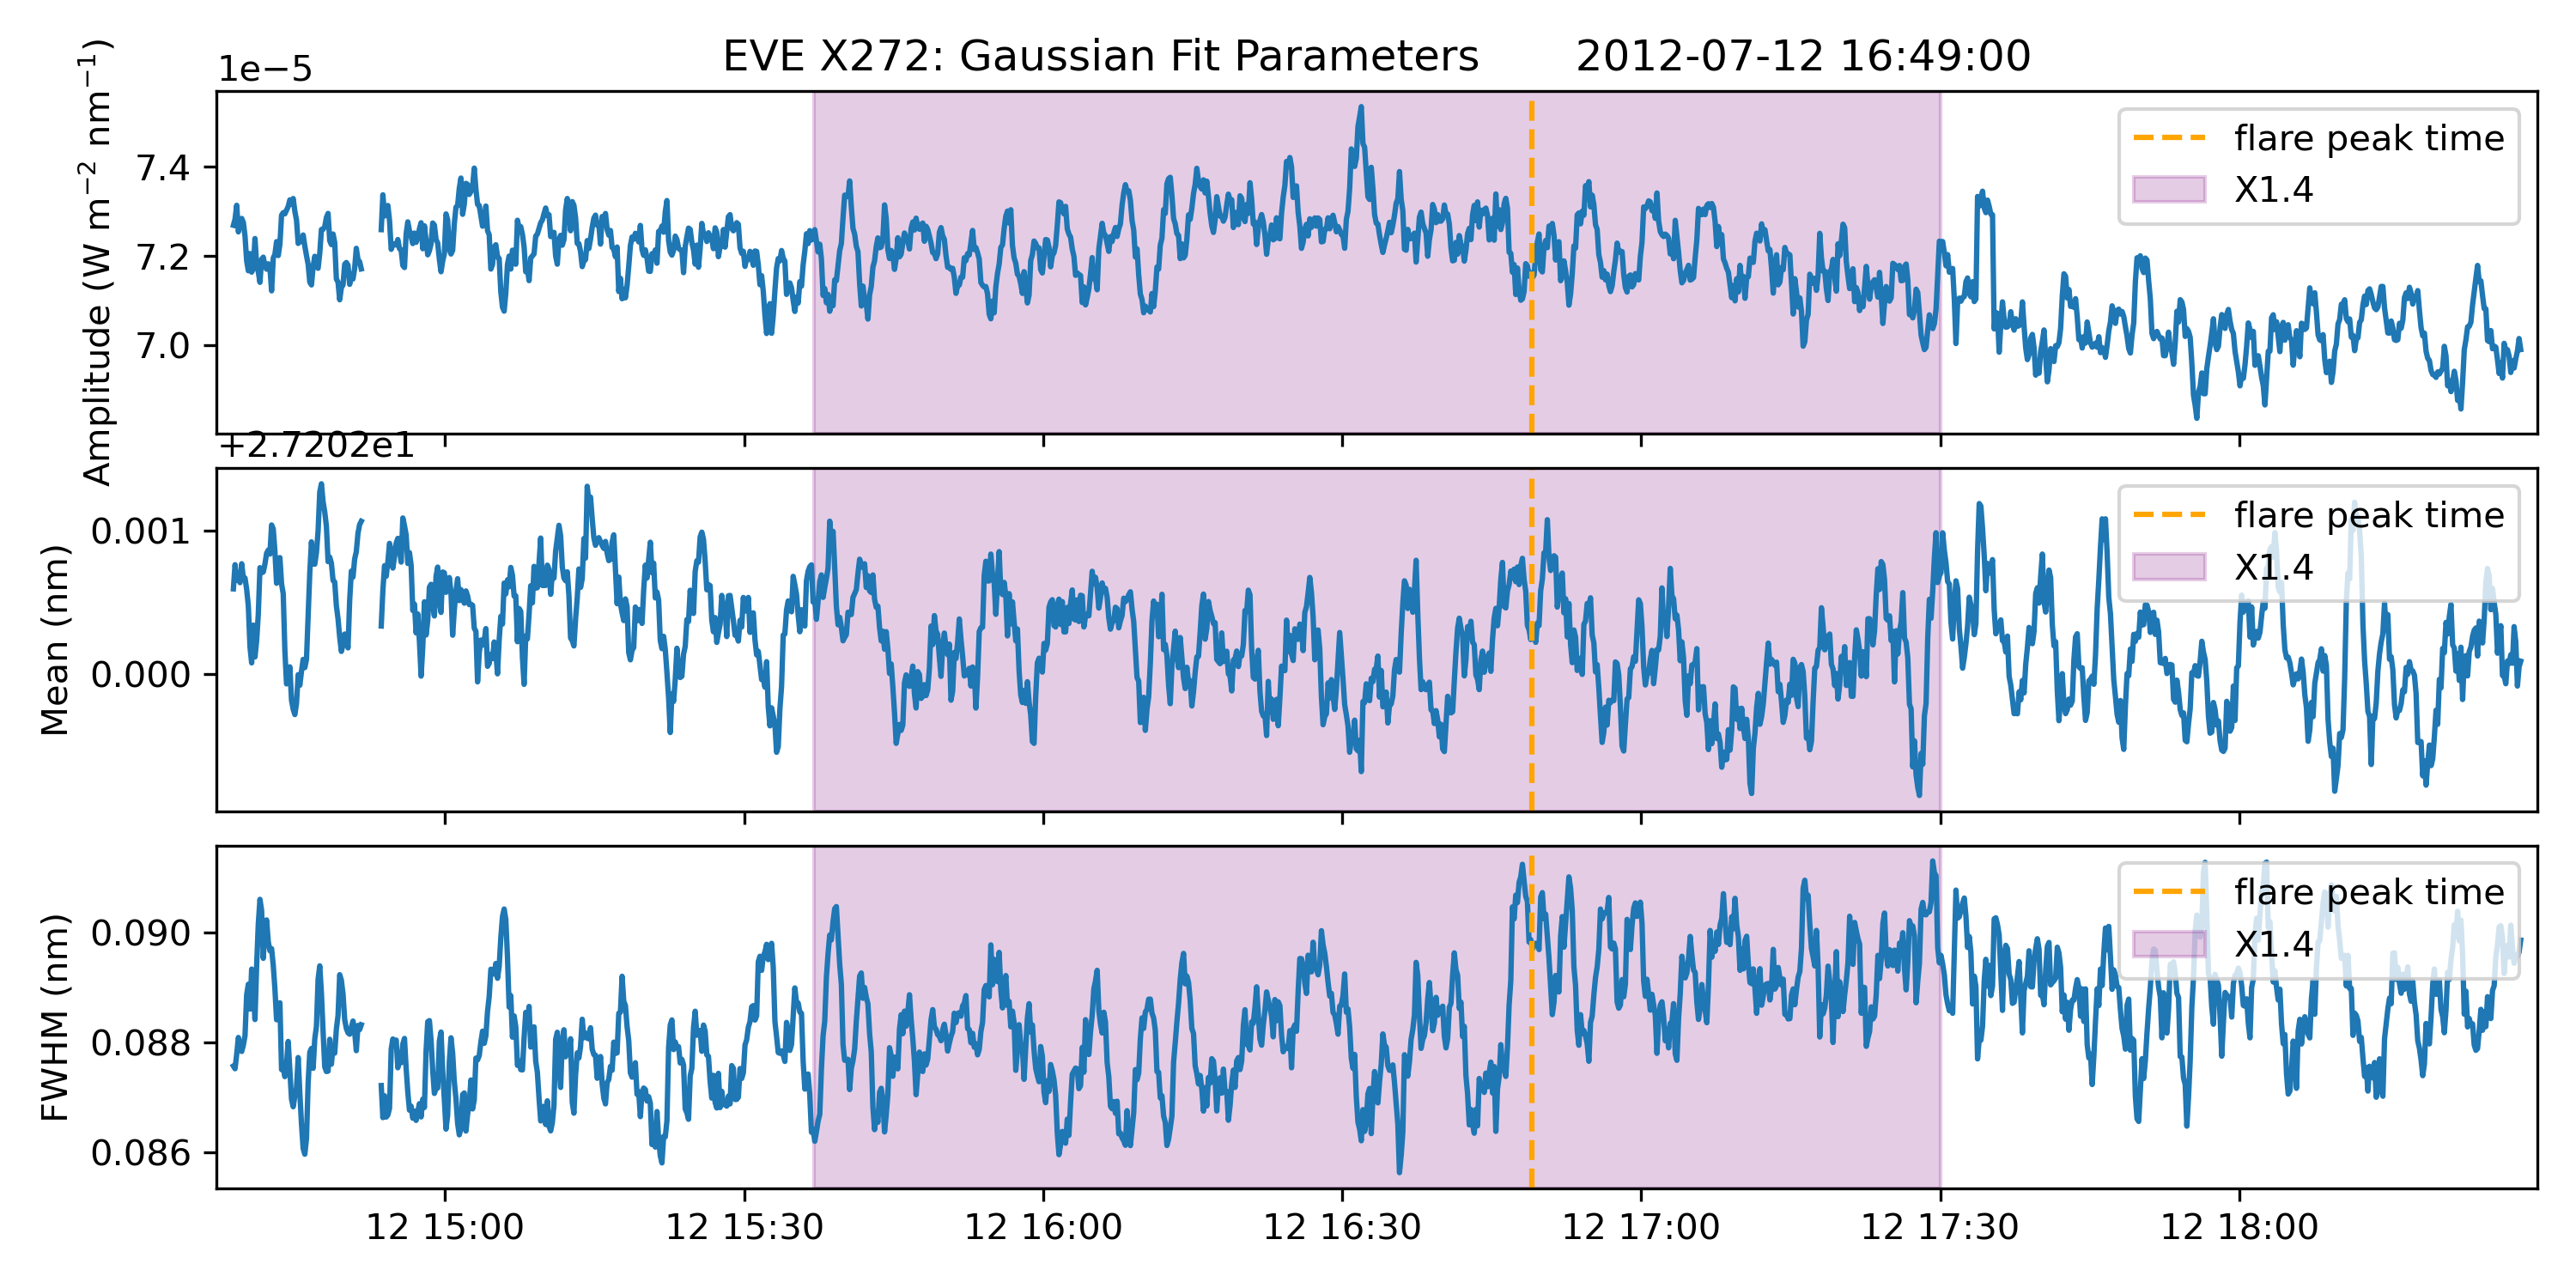 EVE X272: Gaussian Fit Parameters 2012-07-12 16:49:00
1e−5
Amplitude (W m⁻² nm⁻¹)
7.4
7.2
7.0
flare peak time
X1.4
+2.7202e1
Mean (nm)
0.001
0.000
flare peak time
X1.4
FWHM (nm)
0.090
0.088
0.086
flare peak time
X1.4
12 15:00 12 15:30 12 16:00 12 16:30 12 17:00 12 17:30 12 18:00